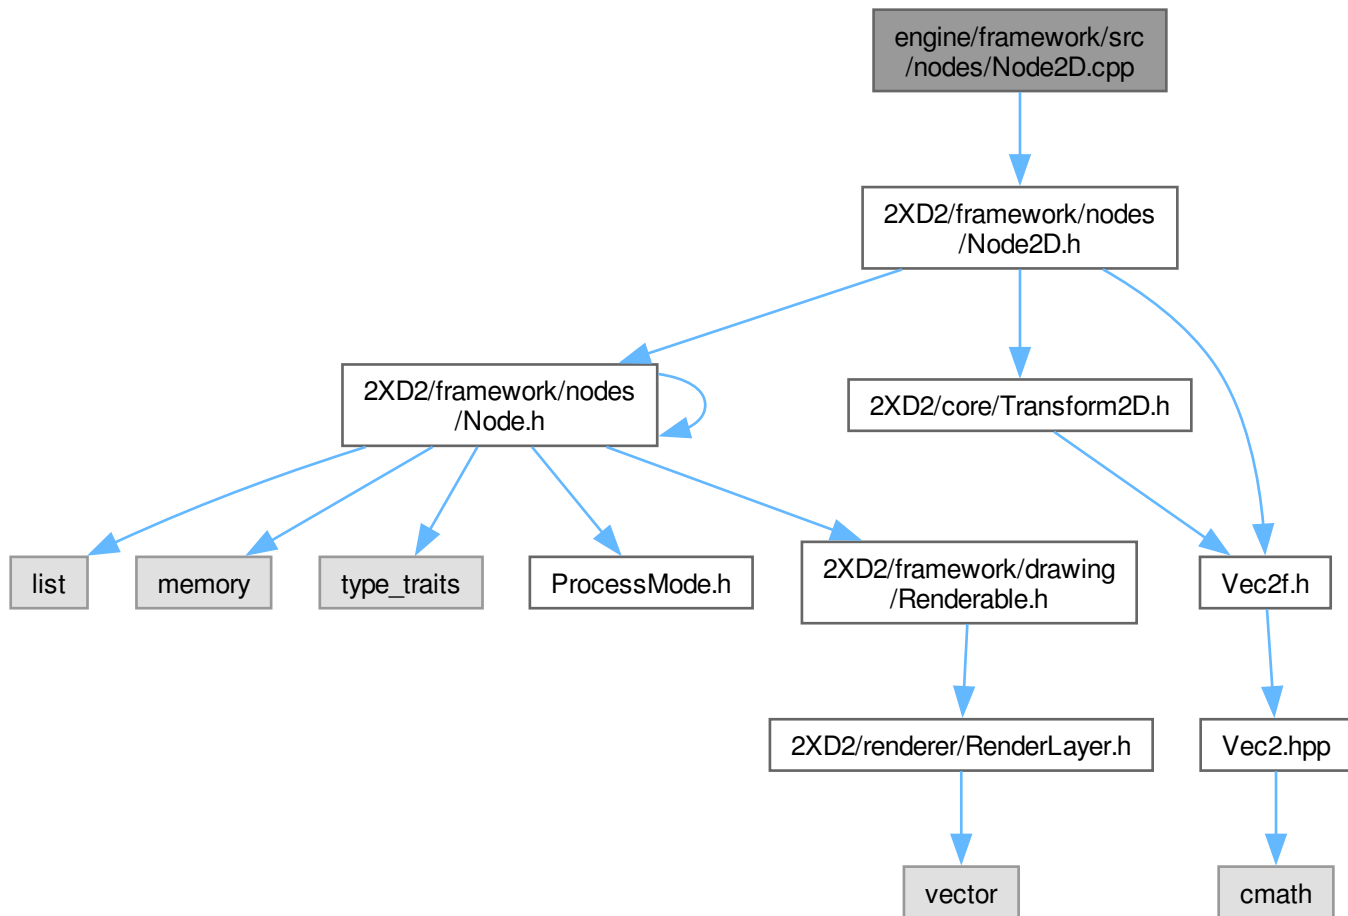 engine/framework/src
/nodes/Node2D.cpp
2XD2/framework/nodes
/Node2D.h
2XD2/framework/nodes
/Node.h
2XD2/core/Transform2D.h
list
memory
type_traits
ProcessMode.h
2XD2/framework/drawing
/Renderable.h
Vec2f.h
2XD2/renderer/RenderLayer.h
Vec2.hpp
vector
cmath